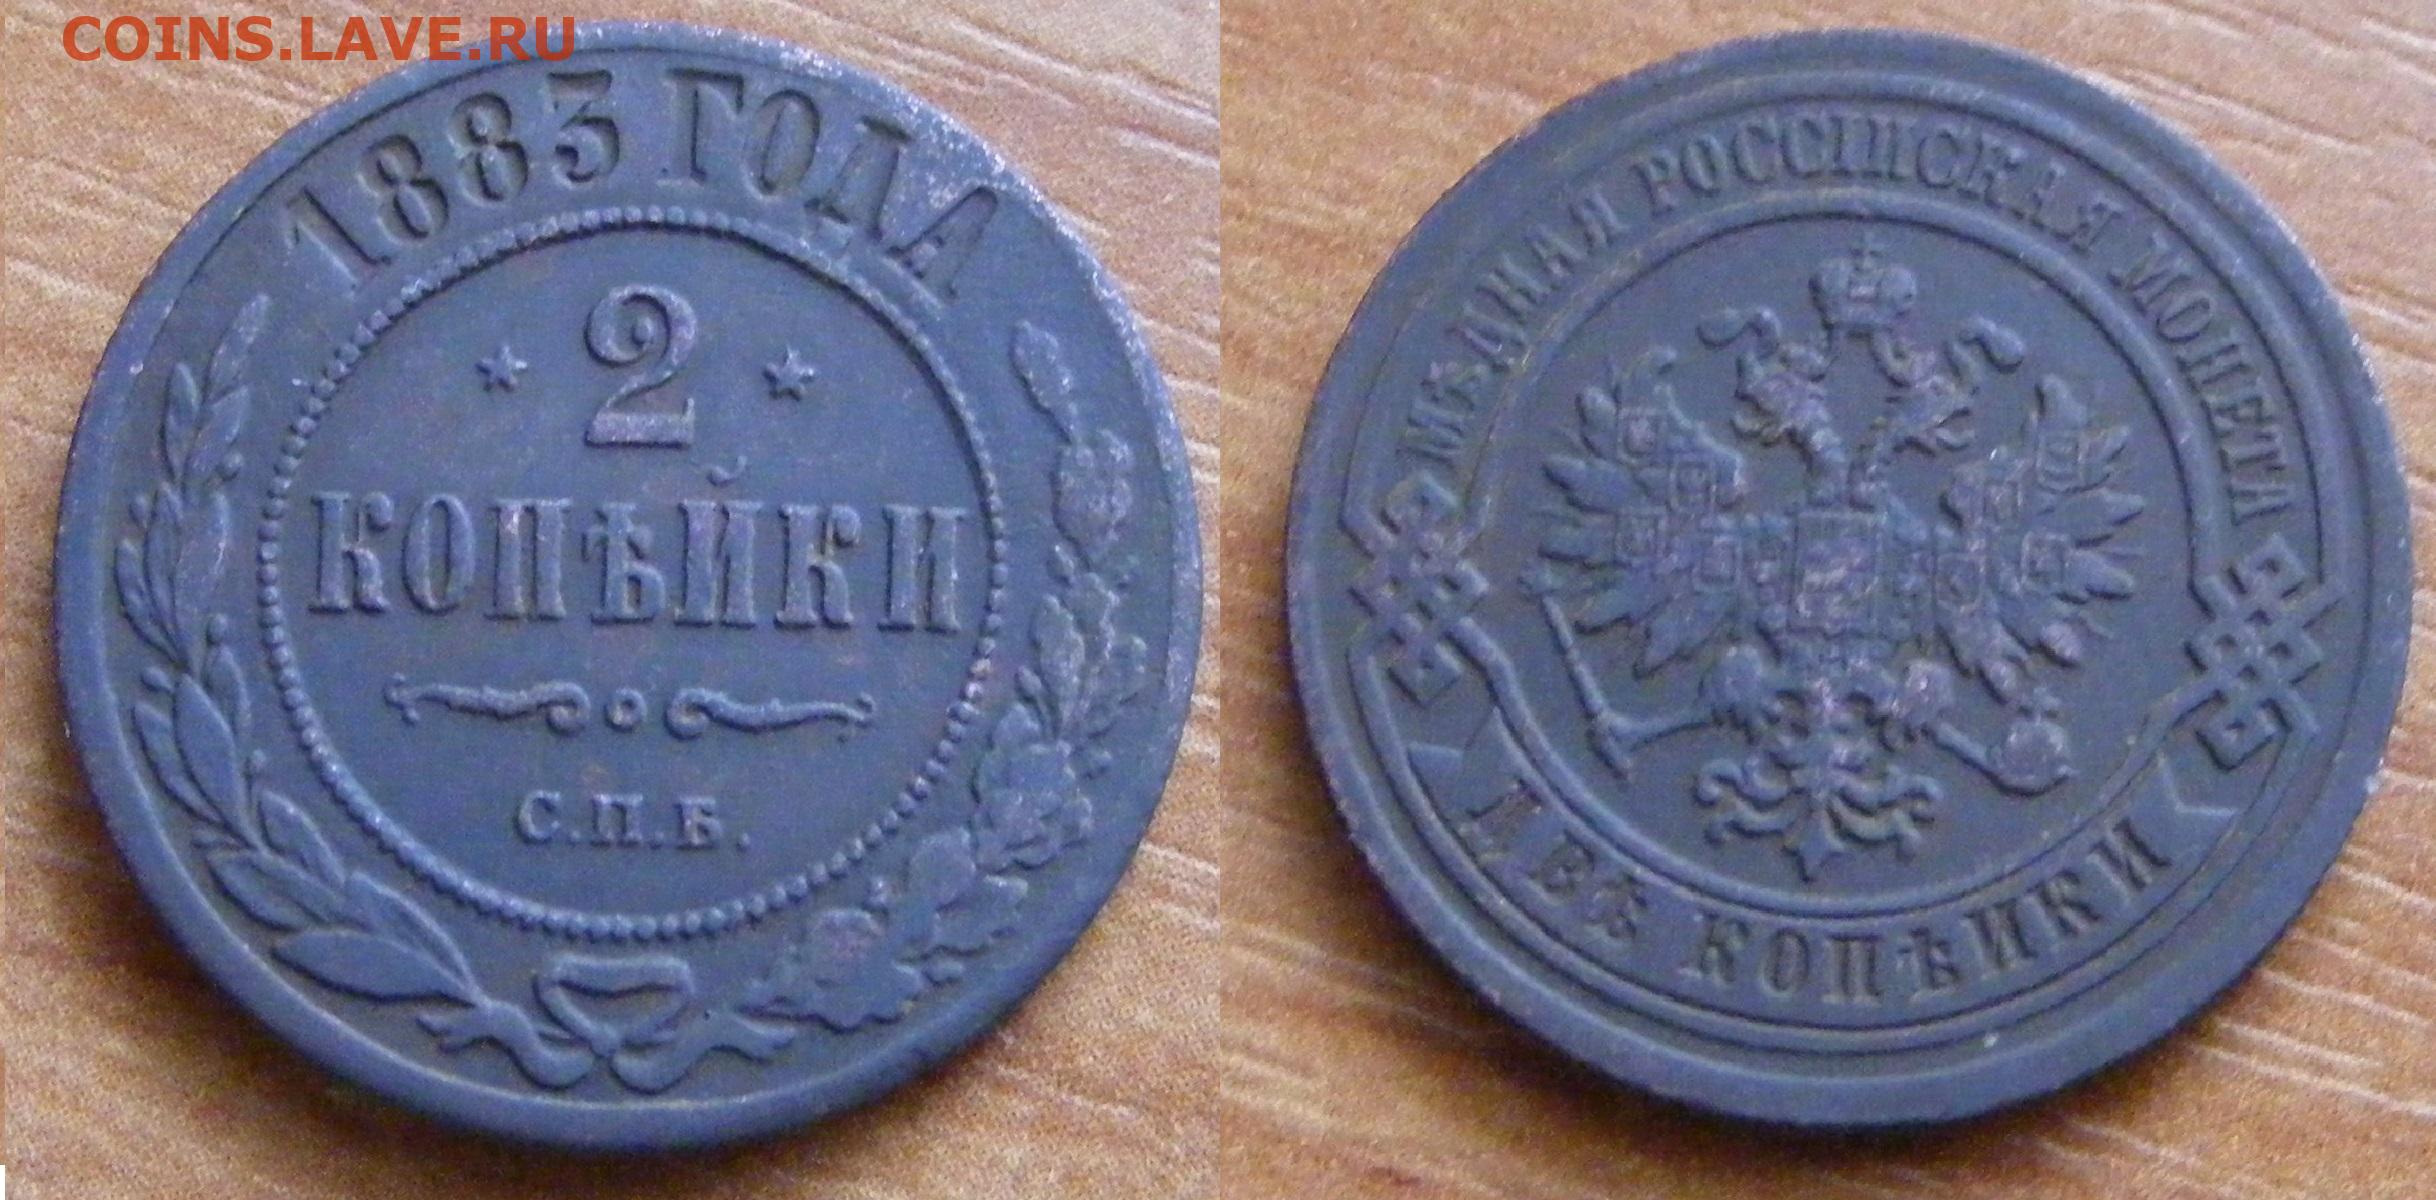 COINS.LAVE.RU
1883 ГОДА
2
КОПѢЙКИ
С.П.Б.
МѢДНАЯ РОССІЙСКАЯ МОНЕТА
ДВѢ КОПѢЙКИ